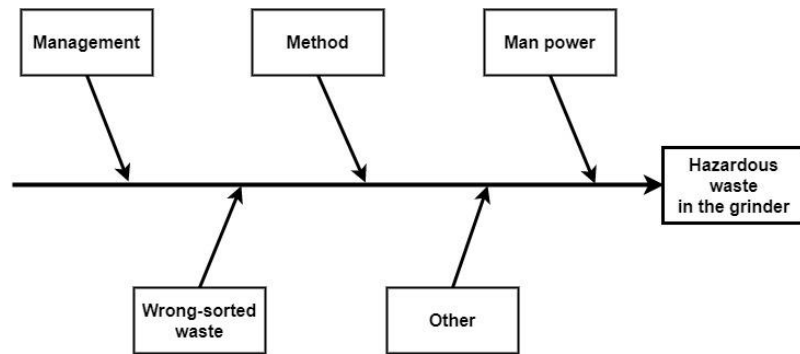 Management
Method
Man power
Hazardous
waste
in the grinder
Wrong-sorted
waste
Other